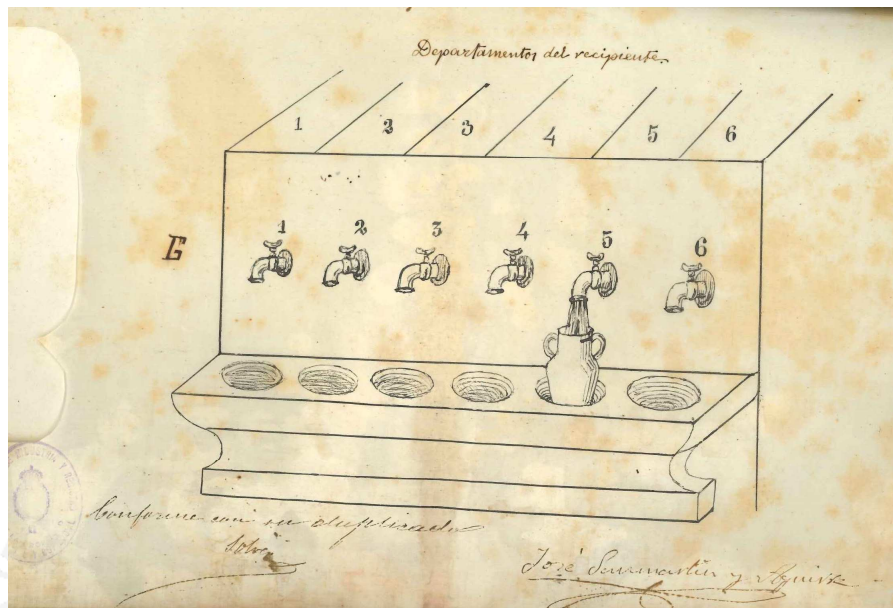 Departamentos del recipiente.
1 2 3 4 5 6
1 2 3 4 5 6
G
Conforme con su duplicado
José Sanmartín y